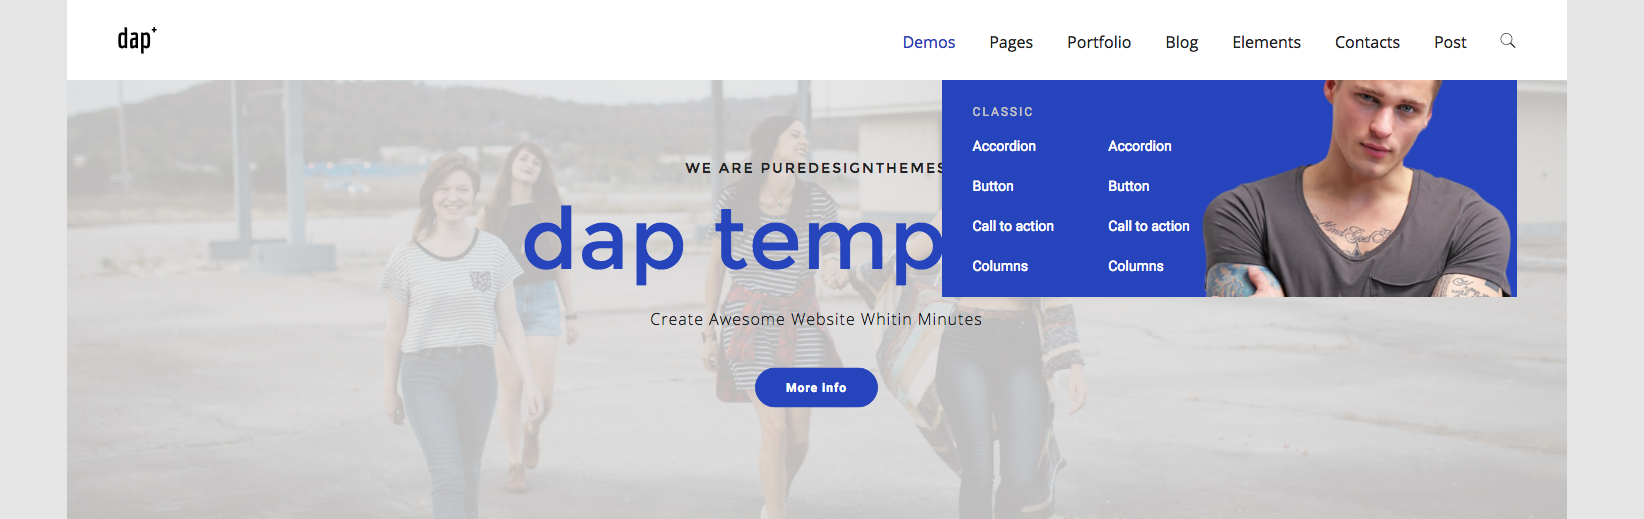 dap+
Demos Pages Portfolio Blog Elements Contacts Post
CLASSIC
Accordion Accordion
Button Button
Call to action Call to action
Columns Columns
WE ARE PUREDESIGNTHEMES
dap temp
Create Awesome Website Whitin Minutes
More Info